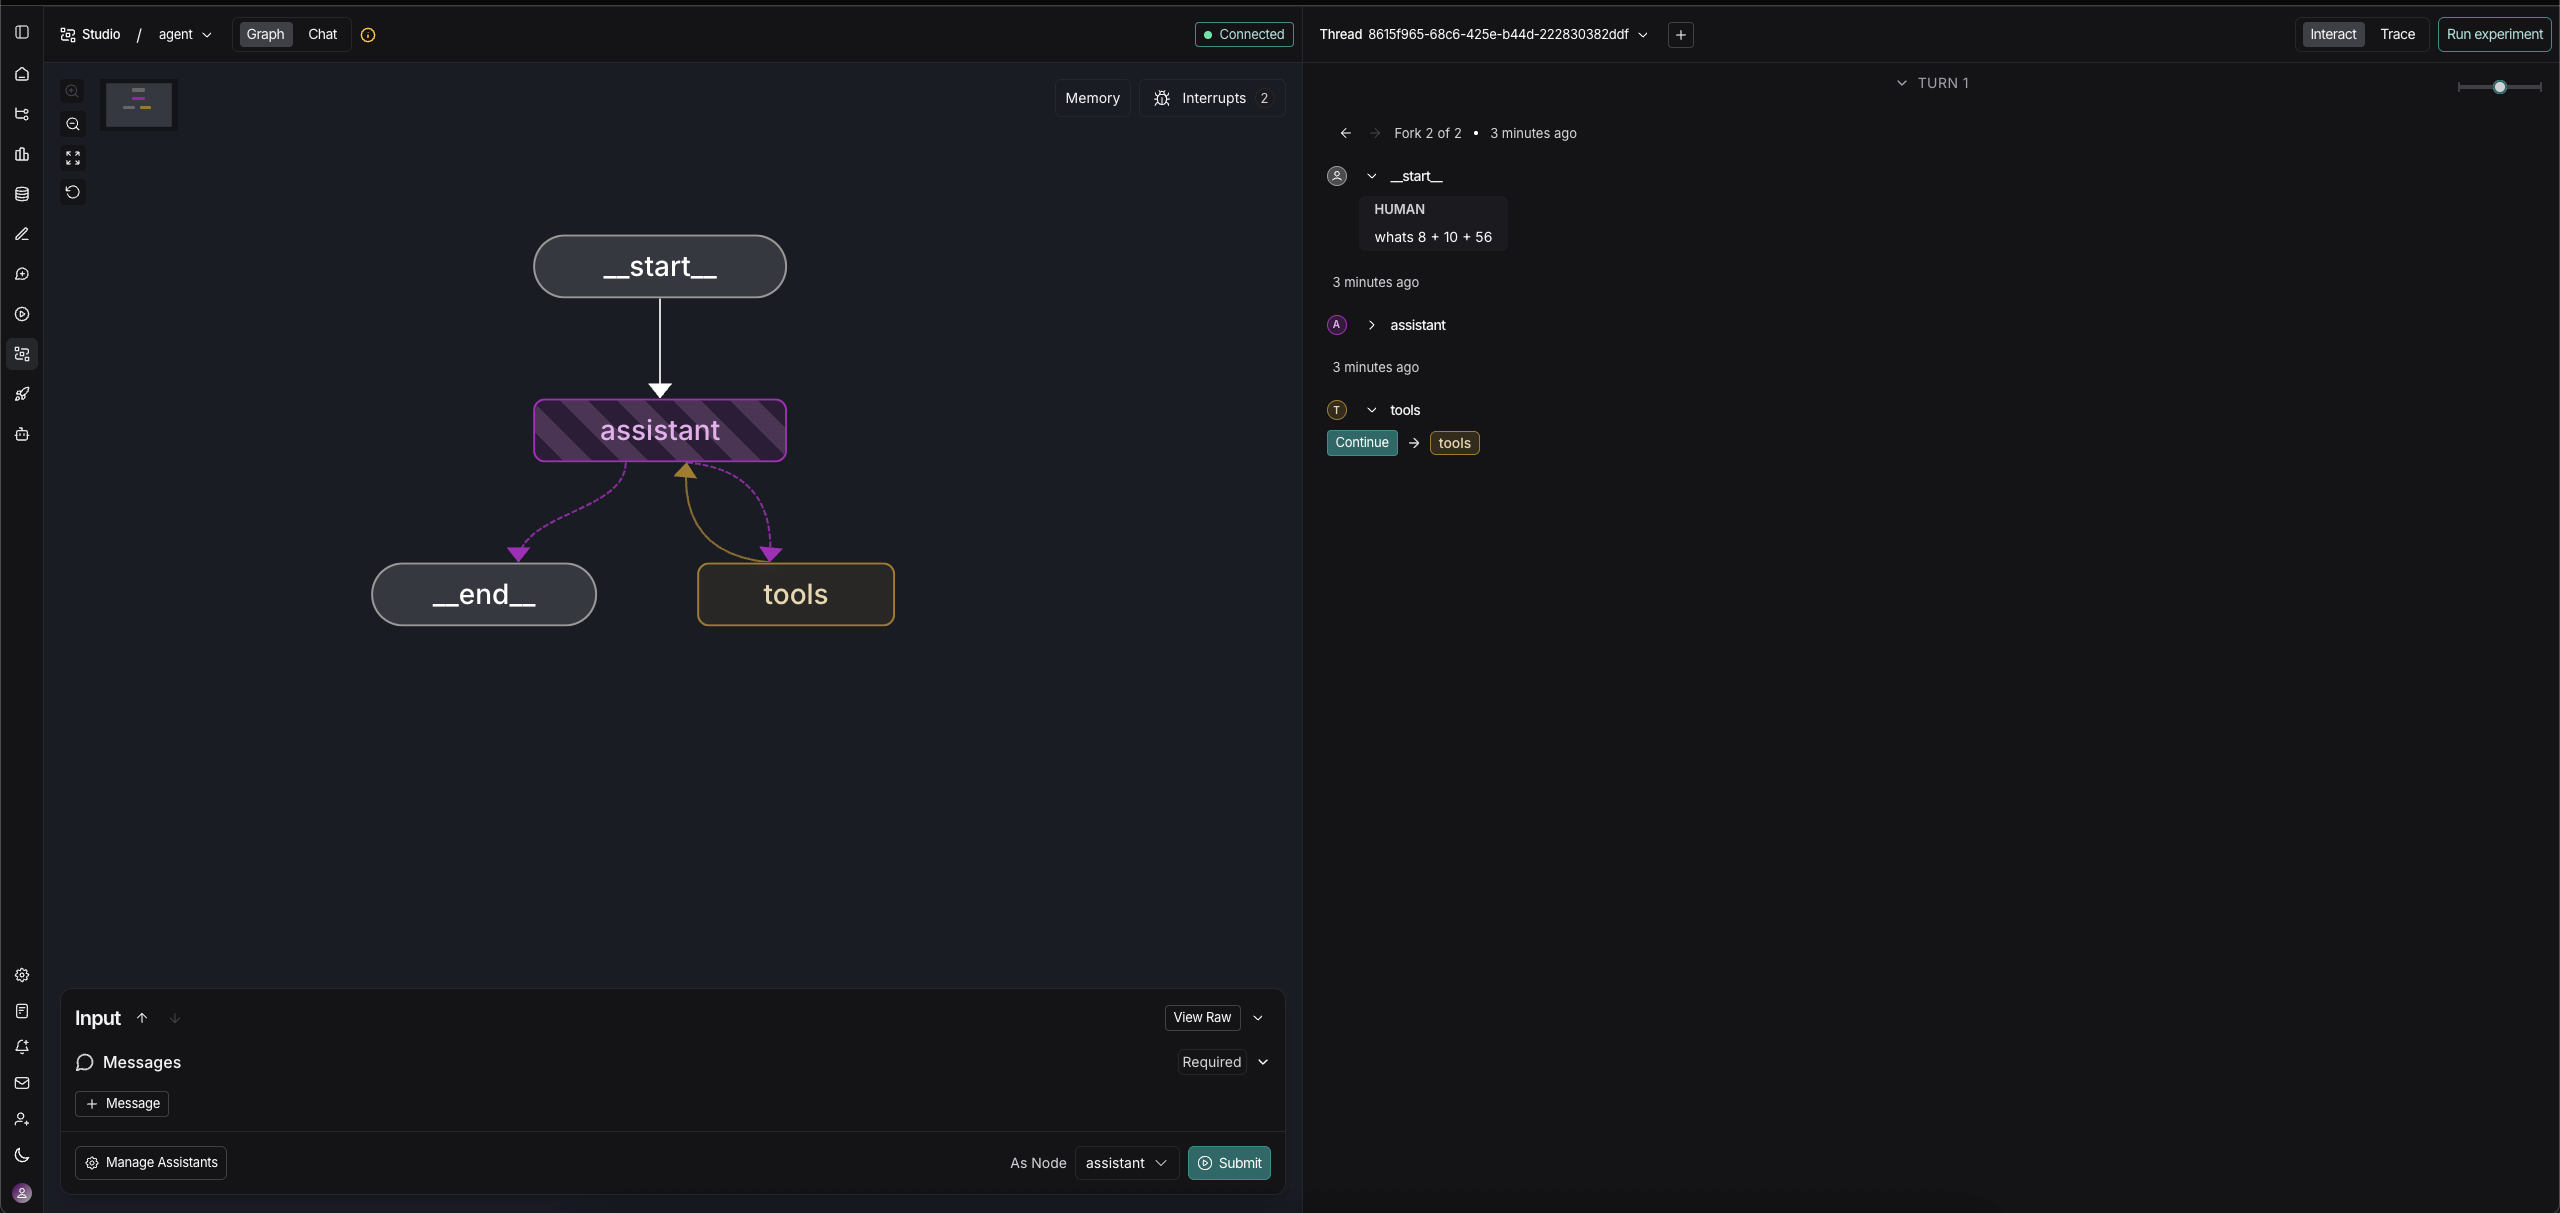 Studio / agent
Graph
Chat
Connected
Memory
Interrupts 2
__start__
assistant
__end__
tools
Input
View Raw
Messages
Required
+ Message
Manage Assistants
As Node
assistant
Submit
Thread 8615f965-68c6-425e-b44d-222830382ddf
+
Interact
Trace
Run experiment
TURN 1
Fork 2 of 2 • 3 minutes ago
__start__
HUMAN
whats 8 + 10 + 56
3 minutes ago
A assistant
3 minutes ago
T tools
Continue → tools